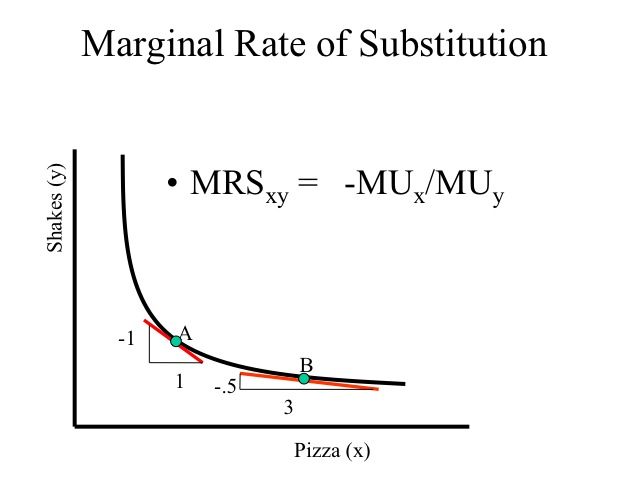 Marginal Rate of Substitution
• MRSxy = -MUx/MUy
Shakes (y)
A
-1
1
B
-.5
3
Pizza (x)